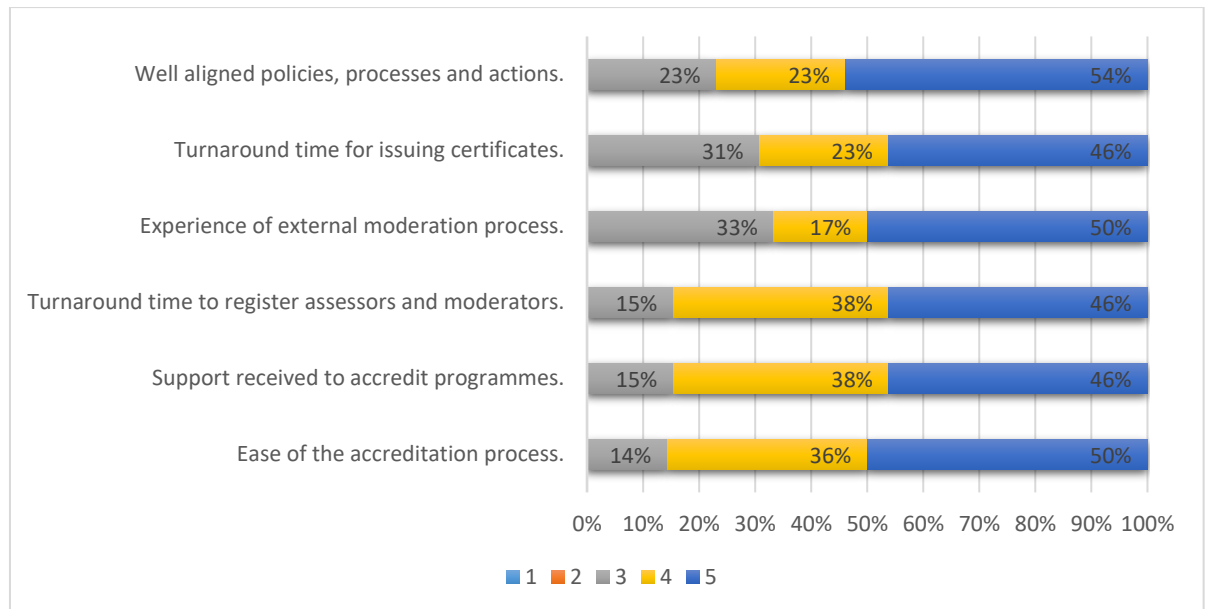 Well aligned policies, processes and actions. 23% 23% 54%
Turnaround time for issuing certificates. 31% 23% 46%
Experience of external moderation process. 33% 17% 50%
Turnaround time to register assessors and moderators. 15% 38% 46%
Support received to accredit programmes. 15% 38% 46%
Ease of the accreditation process. 14% 36% 50%
0% 10% 20% 30% 40% 50% 60% 70% 80% 90% 100%
1 2 3 4 5